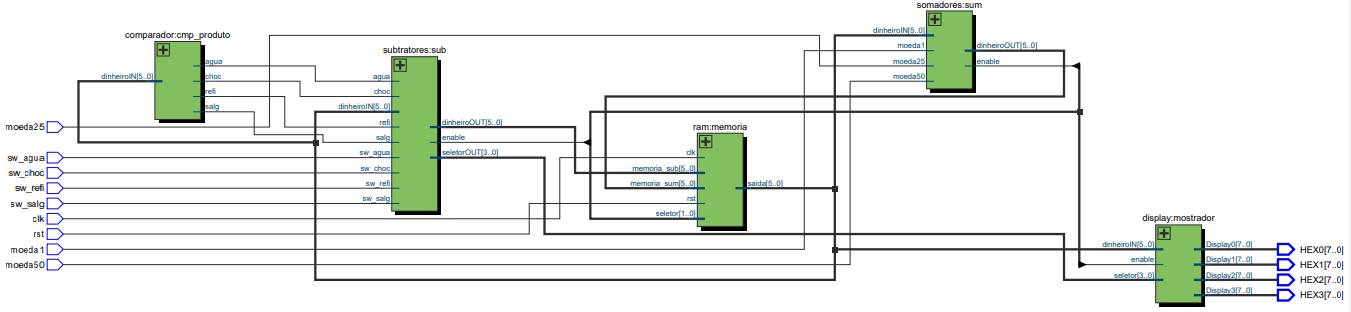 somadores:sum
dinheiroIN[5..0]
moeda1
moeda25
moeda50
dinheiroOUT[5..0]
enable
comparador:cmp_produto
dinheiroIN[5..0]
agua
choc
refi
salg
subtratores:sub
agua
choc
dinheiroIN[5..0]
refi
salg
sw_agua
sw_choc
sw_refi
sw_salg
dinheiroOUT[5..0]
enable
seletorOUT[3..0]
moeda25
sw_agua
sw_choc
sw_refi
sw_salg
clk
rst
moeda1
moeda50
ram:memoria
clk
memoria_sub[5..0]
memoria_sum[5..0]
rst
seletor[1..0]
saida[5..0]
display:mostrador
dinheiroIN[5..0]
enable
seletor[3..0]
Display0[7..0]
Display1[7..0]
Display2[7..0]
Display3[7..0]
HEX0[7..0]
HEX1[7..0]
HEX2[7..0]
HEX3[7..0]